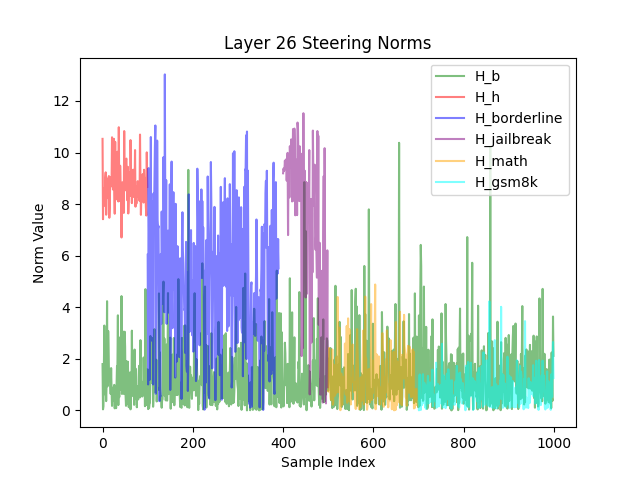 Layer 26 Steering Norms
H_b
H_h
H_borderline
H_jailbreak
H_math
H_gsm8k
12
10
8
6
4
2
0
Norm Value
0
200
400
600
800
1000
Sample Index